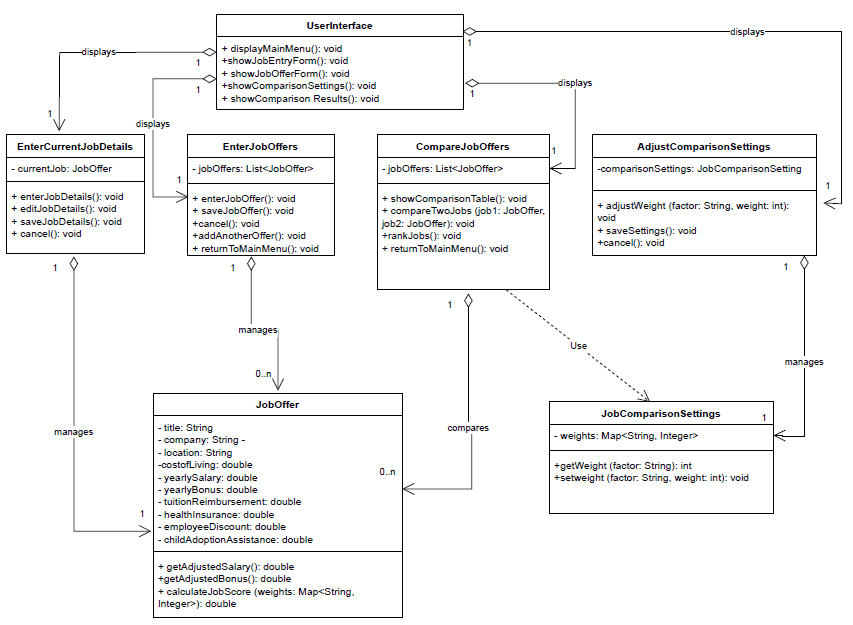 UserInterface
+ displayMainMenu(): void
+showJobEntryForm(): void
+ showJobOfferForm(): void
+showComparisonSettings(): void
+ showComparison Results(): void
displays
1
1
displays
1
displays
1
displays
1
1
1
1
EnterCurrentJobDetails
- currentJob: JobOffer
+ enterJobDetails(): void
+ editJobDetails(): void
+ saveJobDetails(): void
+ cancel(): void
EnterJobOffers
- jobOffers: List<JobOffer>
+ enterJobOffer(): void
+ saveJobOffer(): void
+cancel(): void
+addAnotherOffer(): void
+ returnToMainMenu(): void
CompareJobOffers
- jobOffers: List<JobOffer>
+ showComparisonTable(): void
+ compareTwoJobs (job1: JobOffer,
job2: JobOffer): void
+rankJobs(): void
+ returnToMainMenu(): void
AdjustComparisonSettings
-comparisonSettings: JobComparisonSetting
+ adjustWeight (factor: String, weight: int):
void
+ saveSettings(): void
+cancel(): void
1
1
1
1
manages
0..n
Use
manages
manages
compares
0..n
1
JobOffer
- title: String
- company: String -
- location: String
-costofLiving: double
- yearlySalary: double
- yearlyBonus: double
- tuitionReimbursement: double
- healthInsurance: double
- employeeDiscount: double
- childAdoptionAssistance: double
+ getAdjustedSalary(): double
+getAdjustedBonus(): double
+ calculateJobScore (weights: Map<String,
Integer>): double
JobComparisonSettings
1
- weights: Map<String, Integer>
+getWeight (factor: String): int
+setweight (factor: String, weight: int): void